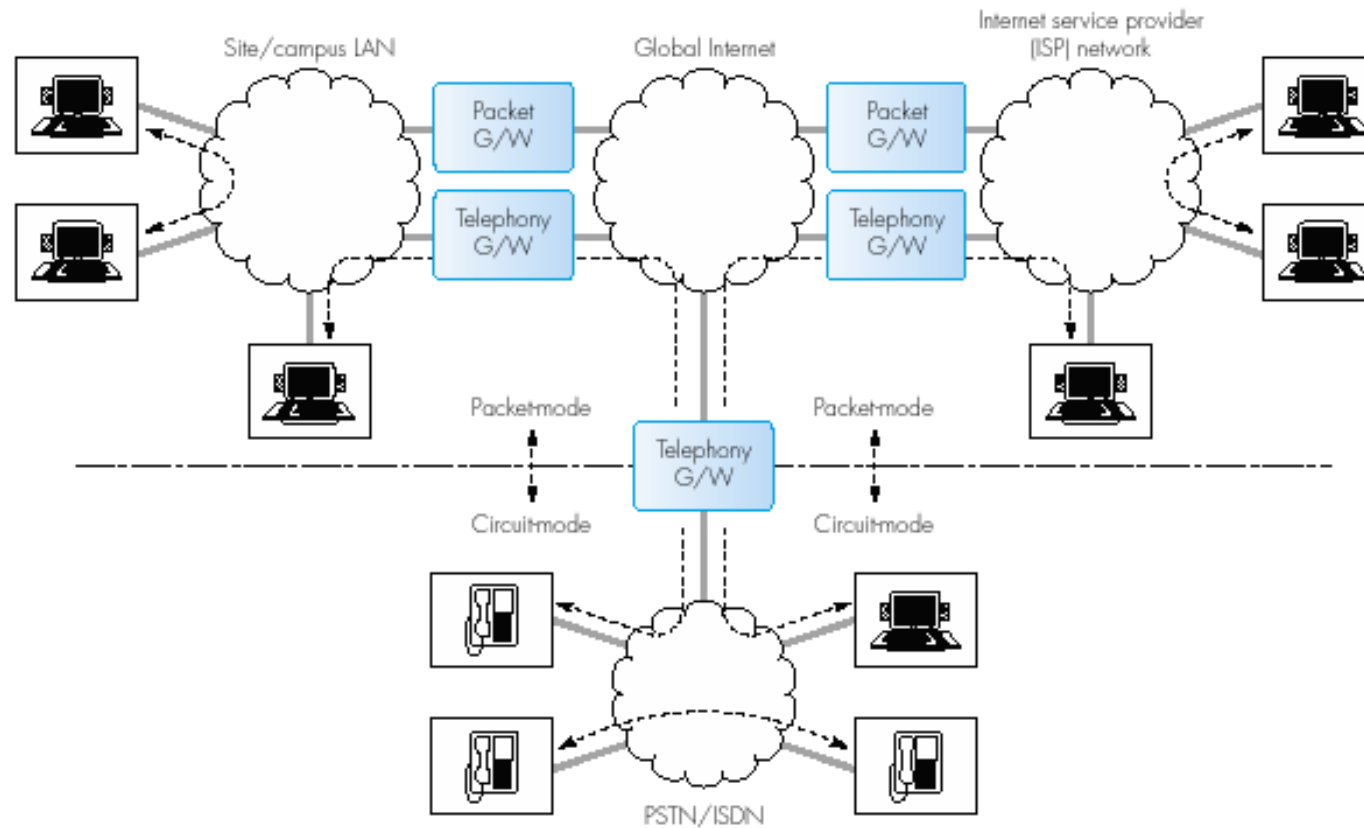 Internet service provider
(ISP) network
Site/campus LAN
Global Internet
Packet
G/W
Packet
G/W
Telephony
G/W
Telephony
G/W
Packet-mode
Packet-mode
Telephony
G/W
Circuit-mode
Circuit-mode
PSTN/ISDN